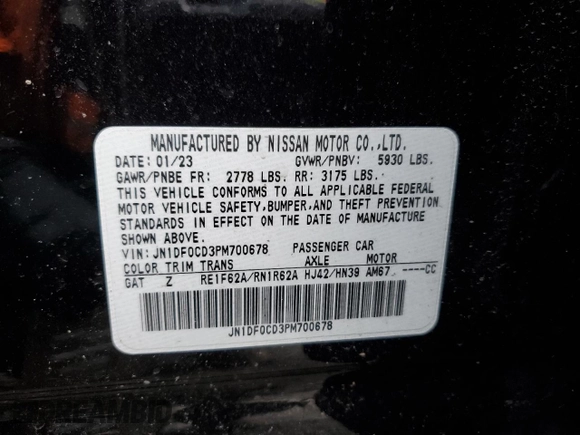 MANUFACTURED BY NISSAN MOTOR CO.,LTD.
DATE: 01/23 GVWR/PNBV: 5930 LBS.
GAWR/PNBE FR: 2778 LBS. RR: 3175 LBS.
THIS VEHICLE CONFORMS TO ALL APPLICABLE FEDERAL
MOTOR VEHICLE SAFETY,BUMPER,AND THEFT PREVENTION
STANDARDS IN EFFECT ON THE DATE OF MANUFACTURE
SHOWN ABOVE.
VIN: JN1DF0CD3PM700678 PASSENGER CAR
COLOR TRIM TRANS AXLE MOTOR
GAT Z RE1F62A/RN1R62A HJ42/HN39 AM67 ----CC
JN1DF0CD3PM700678
DREAMBID